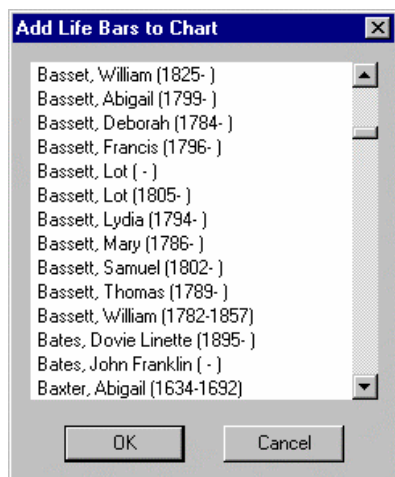 Add Life Bars to Chart
Basset, William (1825- )
Bassett, Abigail (1799- )
Bassett, Deborah (1784- )
Bassett, Francis (1796- )
Bassett, Lot ( - )
Bassett, Lot (1805- )
Bassett, Lydia (1794- )
Bassett, Mary (1786- )
Bassett, Samuel (1802- )
Bassett, Thomas (1789- )
Bassett, William (1782-1857)
Bates, Dovie Linette (1895- )
Bates, John Franklin ( - )
Baxter, Abigail (1634-1692)
OK Cancel